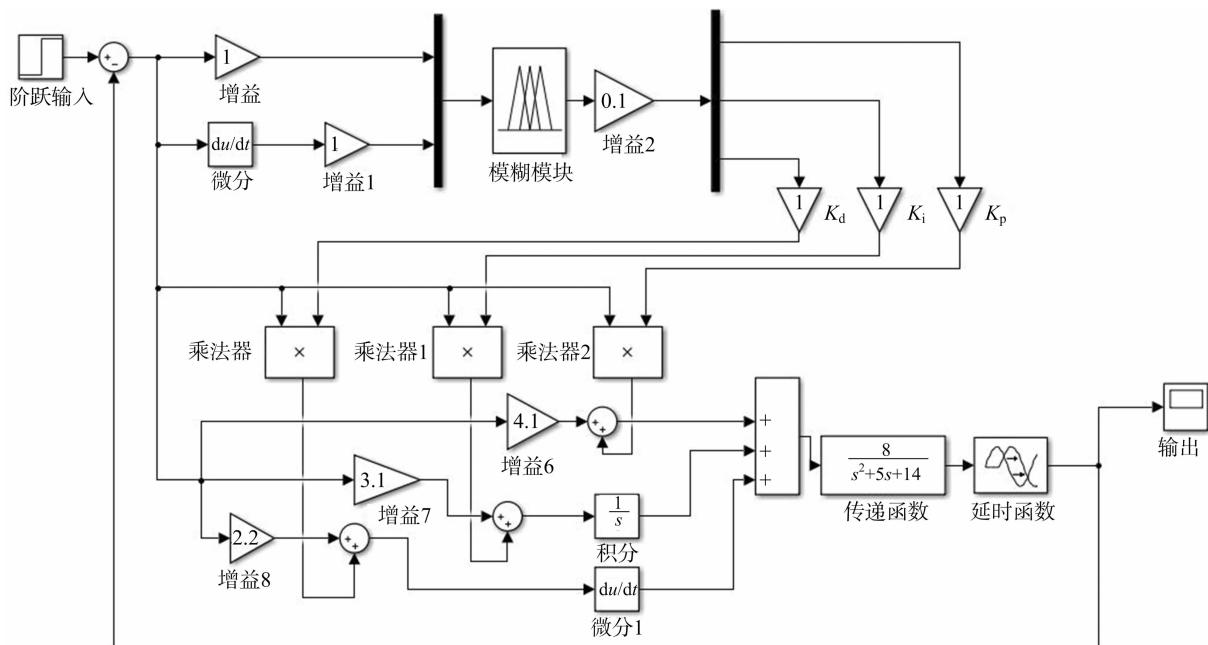 +
-
阶跃输入
1
增益
du/dt
微分
1
增益1
模糊模块
0.1
增益2
1
K_d
1
K_i
1
K_p
乘法器
×
乘法器1
×
乘法器2
×
4.1
增益6
+
+
3.1
增益7
+
+
2.2
增益8
+
+
1/s
积分
du/dt
微分1
+
+
+
8/(s²+5s+14)
传递函数
延时函数
输出